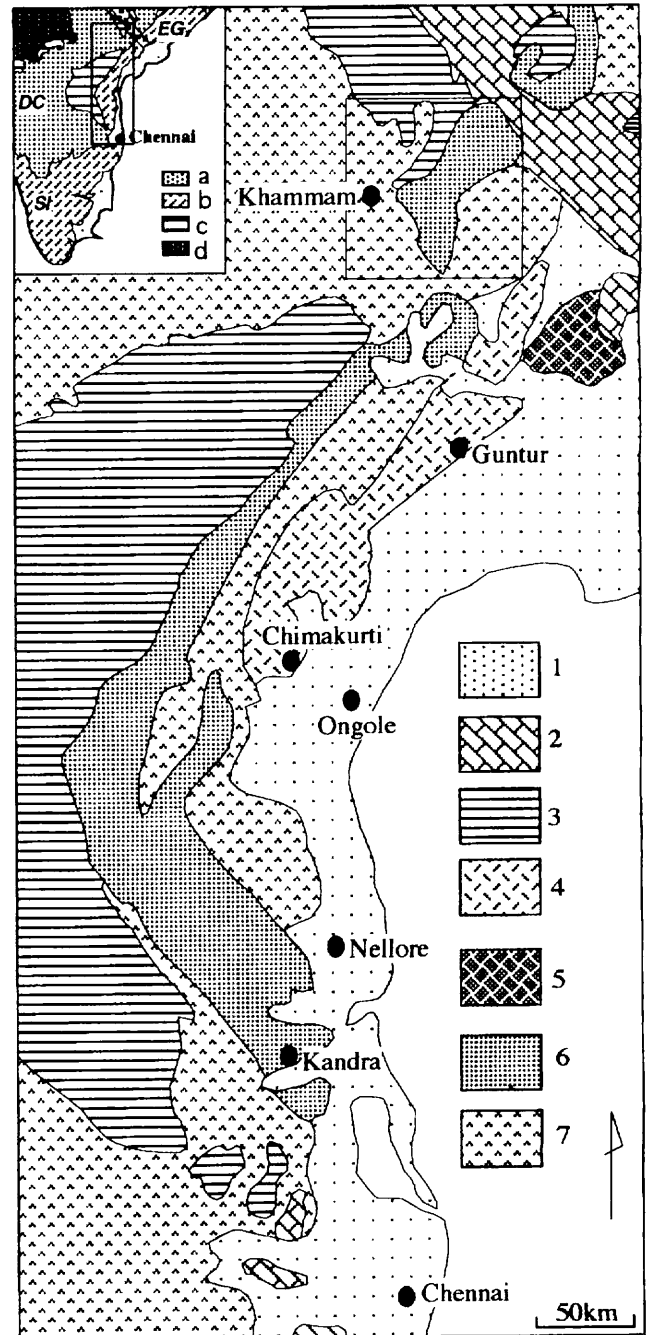 EG
DC
Chennai
SI
a
b
c
d
Khammam
Guntur
Chimakurti
Ongole
1
2
3
4
Nellore
5
Kandra
6
7
Chennai
50km